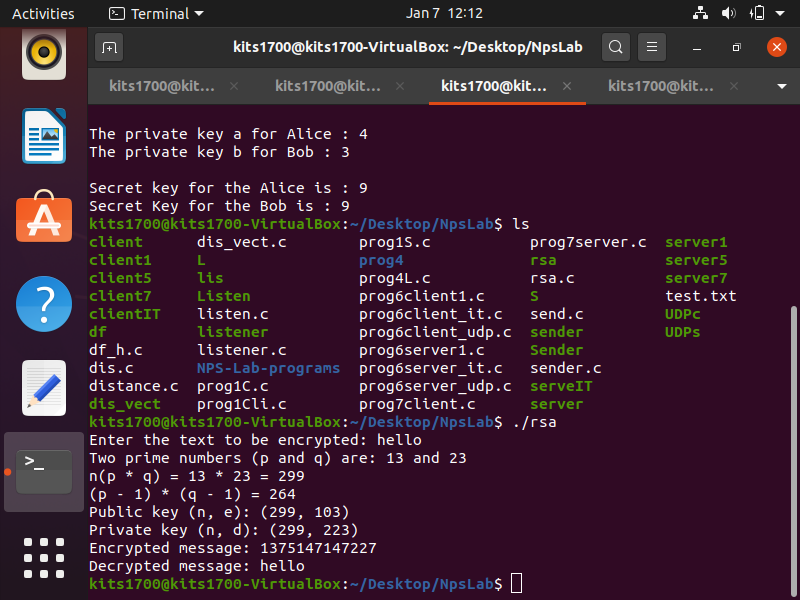 Activities Terminal Jan 7 12:12
kits1700@kits1700-VirtualBox: ~/Desktop/NpsLab
kits1700@kit... kits1700@kit... kits1700@kit... kits1700@kit...
The private key a for Alice : 4
The private key b for Bob : 3
Secret key for the Alice is : 9
Secret Key for the Bob is : 9
kits1700@kits1700-VirtualBox:~/Desktop/NpsLab$ ls
client dis_vect.c prog1S.c prog7server.c server1
client1 L prog4 rsa server5
client5 lis prog4L.c rsa.c server7
client7 Listen prog6client1.c S test.txt
clientIT listen.c prog6client_it.c send.c UDPc
df listener prog6client_udp.c sender UDPs
df_h.c listener.c prog6server1.c Sender
dis.c NPS-Lab-programs prog6server_it.c sender.c
distance.c prog1C.c prog6server_udp.c serveIT
dis_vect prog1Cli.c prog7client.c server
kits1700@kits1700-VirtualBox:~/Desktop/NpsLab$ ./rsa
Enter the text to be encrypted: hello
Two prime numbers (p and q) are: 13 and 23
n(p * q) = 13 * 23 = 299
(p - 1) * (q - 1) = 264
Public key (n, e): (299, 103)
Private key (n, d): (299, 223)
Encrypted message: 1375147147227
Decrypted message: hello
kits1700@kits1700-VirtualBox:~/Desktop/NpsLab$